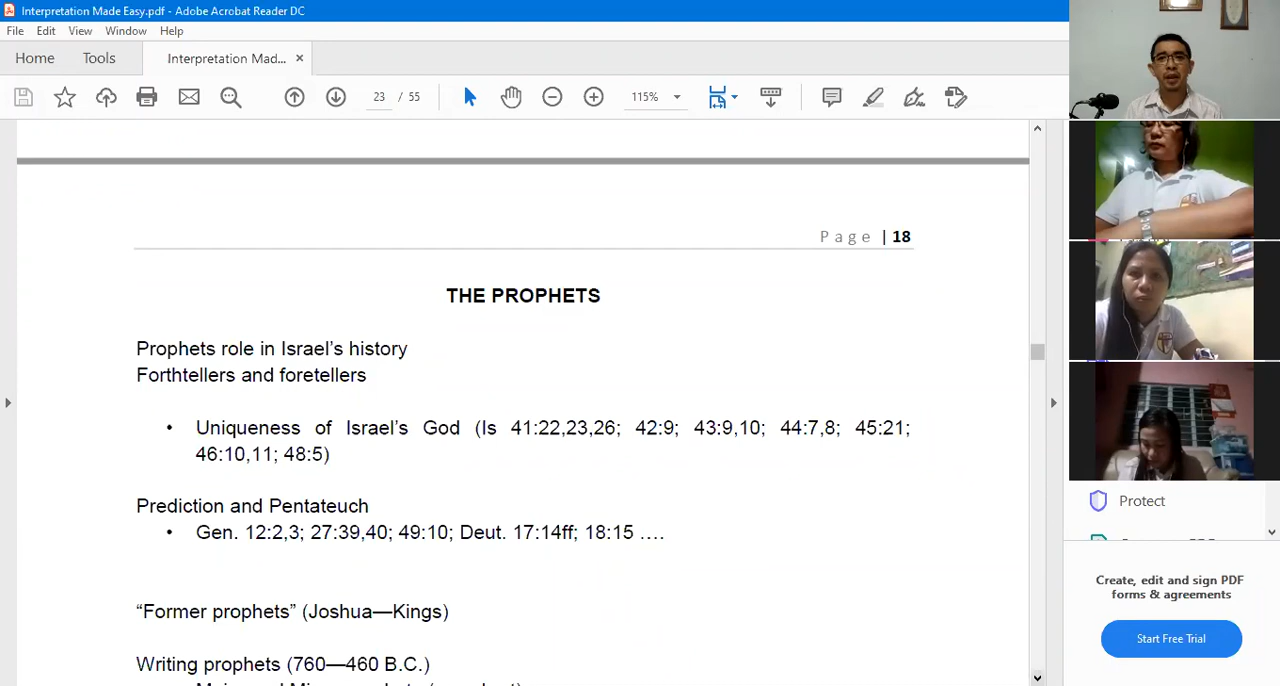 Interpretation Made Easy.pdf - Adobe Acrobat Reader DC
File Edit View Window Help
Home Tools Interpretation Mad... ×
23 / 55 115%
Page | 18
THE PROPHETS
Prophets role in Israel’s history
Forthtellers and foretellers
• Uniqueness of Israel’s God (Is 41:22,23,26; 42:9; 43:9,10; 44:7,8; 45:21;
46:10,11; 48:5)
Prediction and Pentateuch
• Gen. 12:2,3; 27:39,40; 49:10; Deut. 17:14ff; 18:15 ….
“Former prophets” (Joshua—Kings)
Writing prophets (760—460 B.C.)
Protect
Create, edit and sign PDF
forms & agreements
Start Free Trial